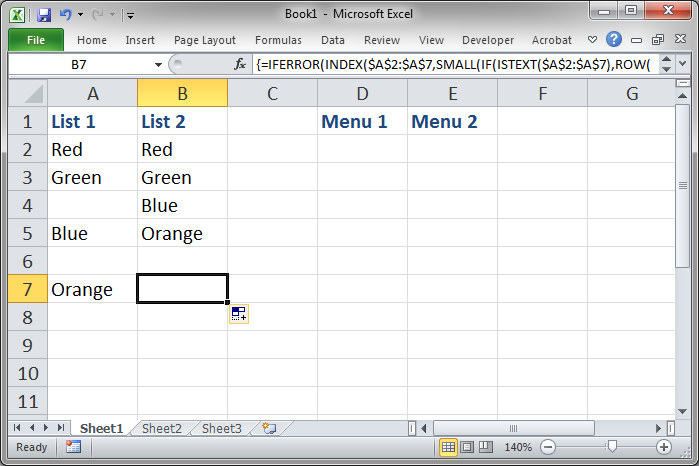 Book1 - Microsoft Excel
File Home Insert Page Layout Formulas Data Review View Developer Acrobat
B7 fx {=IFERROR(INDEX($A$2:$A$7,SMALL(IF(ISTEXT($A$2:$A$7),ROW(
A B C D E F G
1 List 1 List 2 Menu 1 Menu 2
2 Red Red
3 Green Green
4 Blue
5 Blue Orange
6
7 Orange
8
9
10
11
Sheet1 Sheet2 Sheet3
Ready 140%